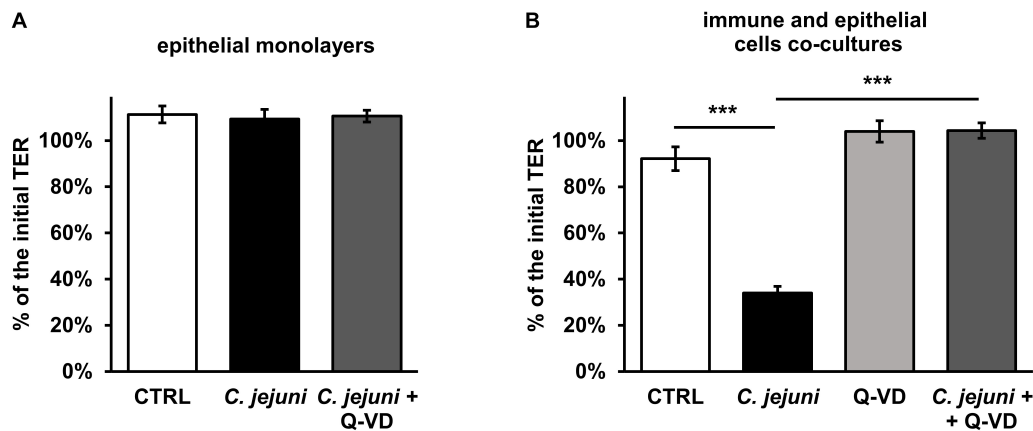 A
epithelial monolayers
% of the initial TER
100%
80%
60%
40%
20%
0%
CTRL
C. jejuni
C. jejuni +
Q-VD
B
immune and epithelial
cells co-cultures
% of the initial TER
100%
80%
60%
40%
20%
0%
***
***
CTRL
C. jejuni
Q-VD
C. jejuni +
+ Q-VD